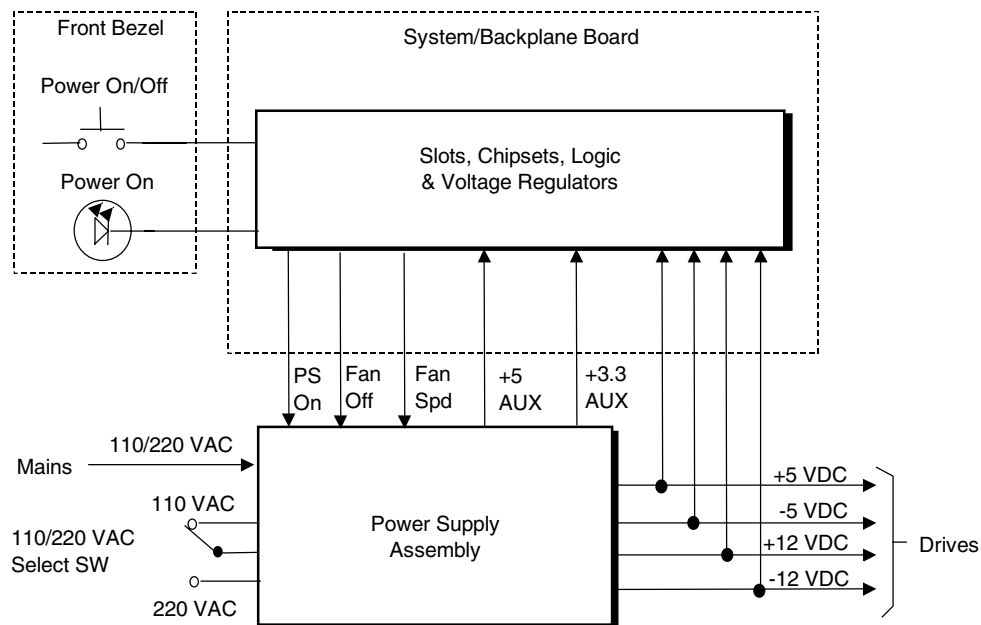 Front Bezel
System/Backplane Board
Power On/Off
Slots, Chipsets, Logic
& Voltage Regulators
Power On
PS
On
Fan
Off
Fan
Spd
+5
AUX
+3.3
AUX
110/220 VAC
Mains
110 VAC
110/220 VAC
Select SW
220 VAC
Power Supply
Assembly
+5 VDC
-5 VDC
+12 VDC
-12 VDC
Drives